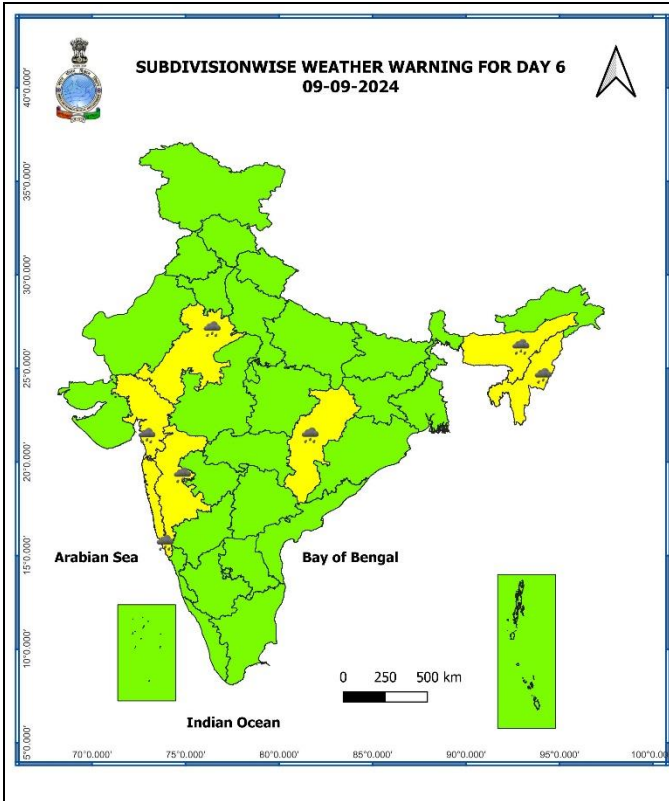 SUBDIVISIONWISE WEATHER WARNING FOR DAY 6
09-09-2024
40°0.000'
35°0.000'
30°0.000'
25°0.000'
20°0.000'
15°0.000'
10°0.000'
5°0.000'
Arabian Sea
Bay of Bengal
0 250 500 km
Indian Ocean
70°0.000' 75°0.000' 80°0.000' 85°0.000' 90°0.000' 95°0.000' 100°0.000'